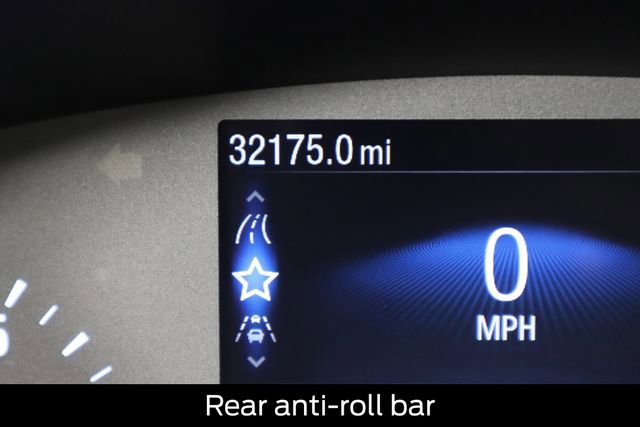 32175.0 mi
0
MPH
Rear anti-roll bar